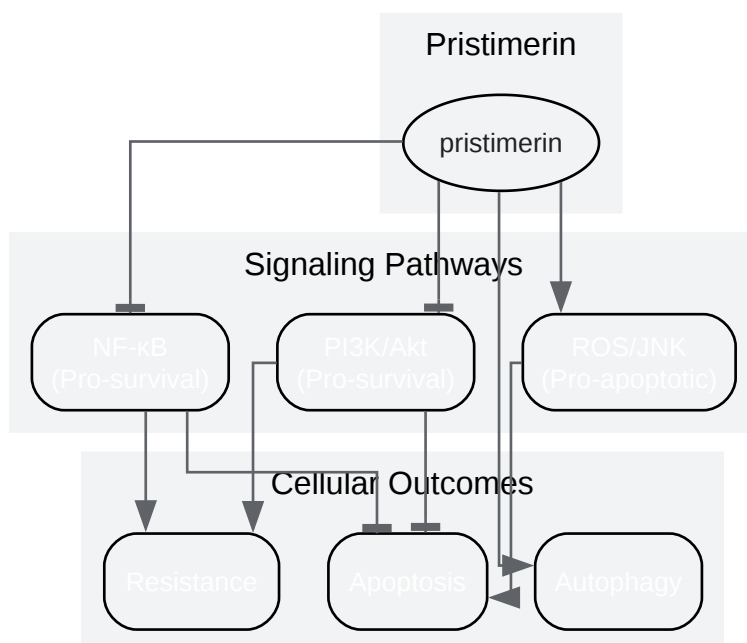 Pristimerin
pristimerin
Signaling Pathways
NF-κB
(Pro-survival)
PI3K/Akt
(Pro-survival)
ROS/JNK
(Pro-apoptotic)
Cellular Outcomes
Resistance
Apoptosis
Autophagy